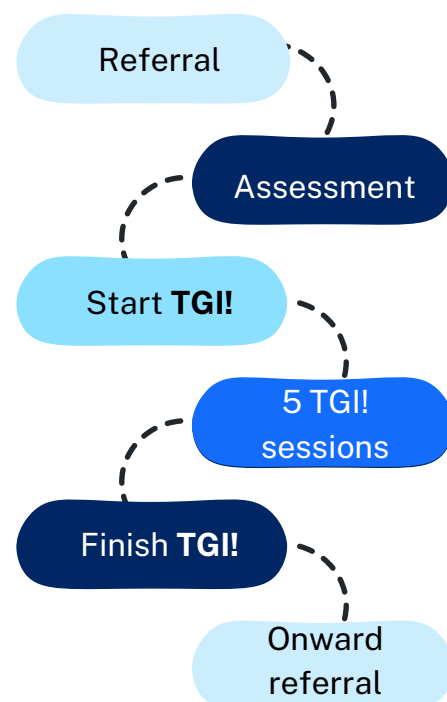 Referral
Assessment
Start TGI!
5 TGI!
sessions
Finish TGI!
Onward
referral